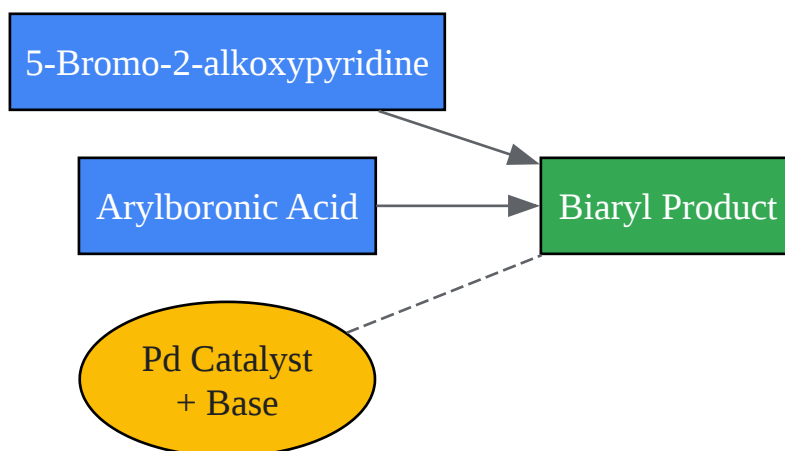 5-Bromo-2-alkoxypyridine
Arylboronic Acid
Biaryl Product
Pd Catalyst
+ Base